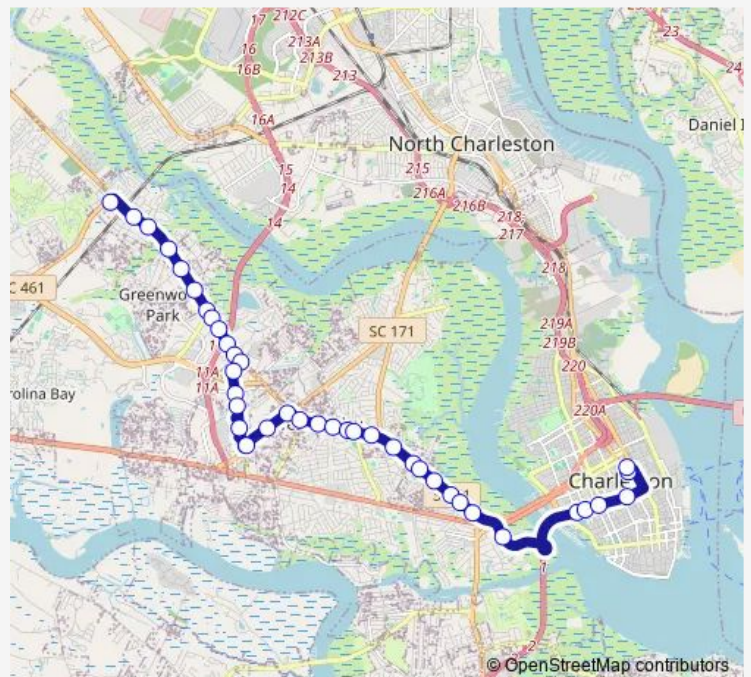 17
212C
213A
213B
23
16
16B
213
24
16A
Daniel I
North Charleston
15
14
215
216A
216B
218
217
14
218
C 461
Greenwo
Park
SC 171
219A
219B
11A
11A
220
rolina Bay
220A
Charle on
1
2
© OpenStreetMap contributors